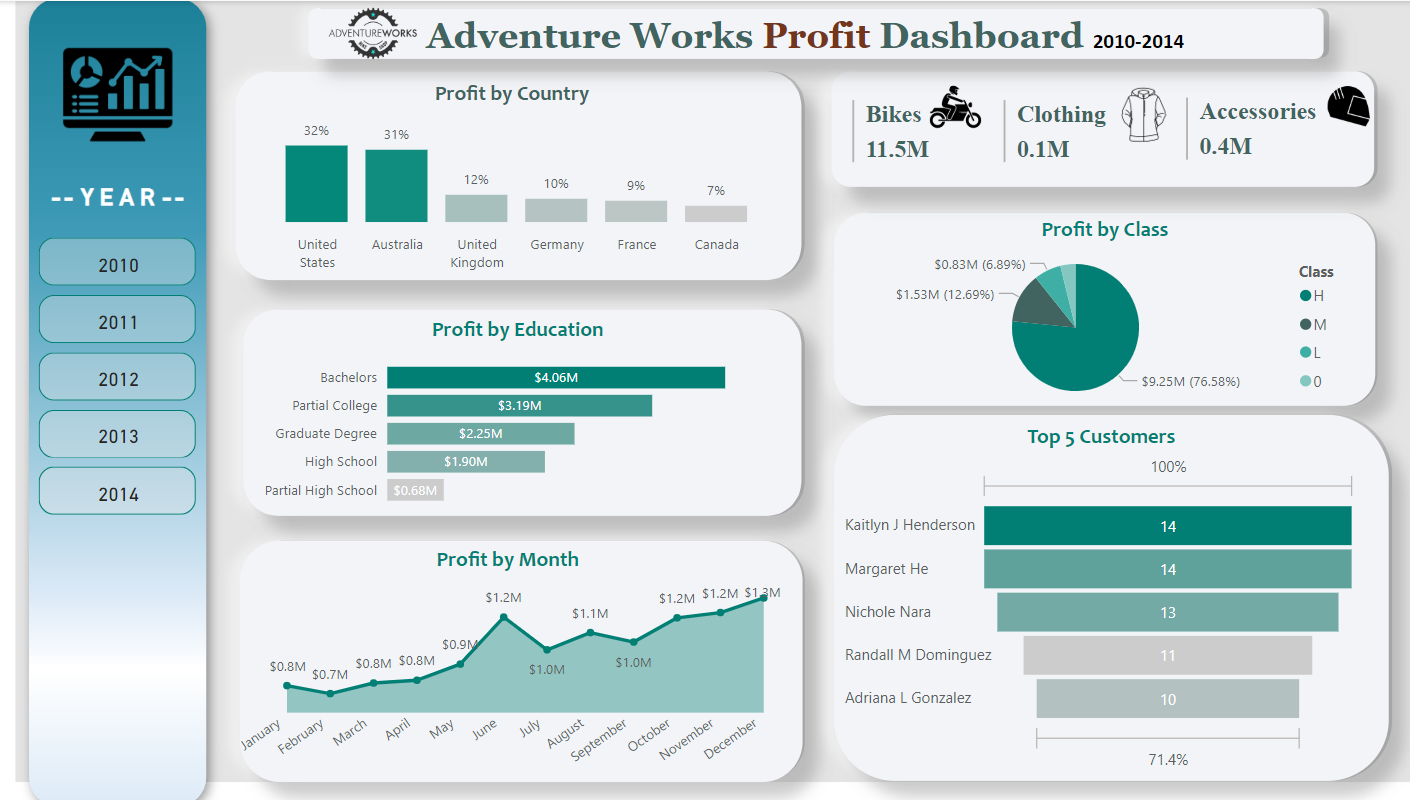 ADVENTUREWORKS
Adventure Works Profit Dashboard 2010-2014
--YEAR--
2010
2011
2012
2013
2014
Profit by Country
32%
31%
12%
10%
9%
7%
United States
Australia
United Kingdom
Germany
France
Canada
Profit by Education
Bachelors $4.06M
Partial College $3.19M
Graduate Degree $2.25M
High School $1.90M
Partial High School $0.68M
Profit by Month
$0.8M
$0.7M
$0.8M
$0.8M
$0.9M
$1.2M
$1.0M
$1.1M
$1.0M
$1.2M
$1.2M
$1.3M
January
February
March
April
May
June
July
August
September
October
November
December
Bikes
11.5M
Clothing
0.1M
Accessories
0.4M
Profit by Class
$0.83M (6.89%)
$1.53M (12.69%)
$9.25M (76.58%)
Class
H
M
L
0
Top 5 Customers
100%
Kaitlyn J Henderson 14
Margaret He 14
Nichole Nara 13
Randall M Dominguez 11
Adriana L Gonzalez 10
71.4%